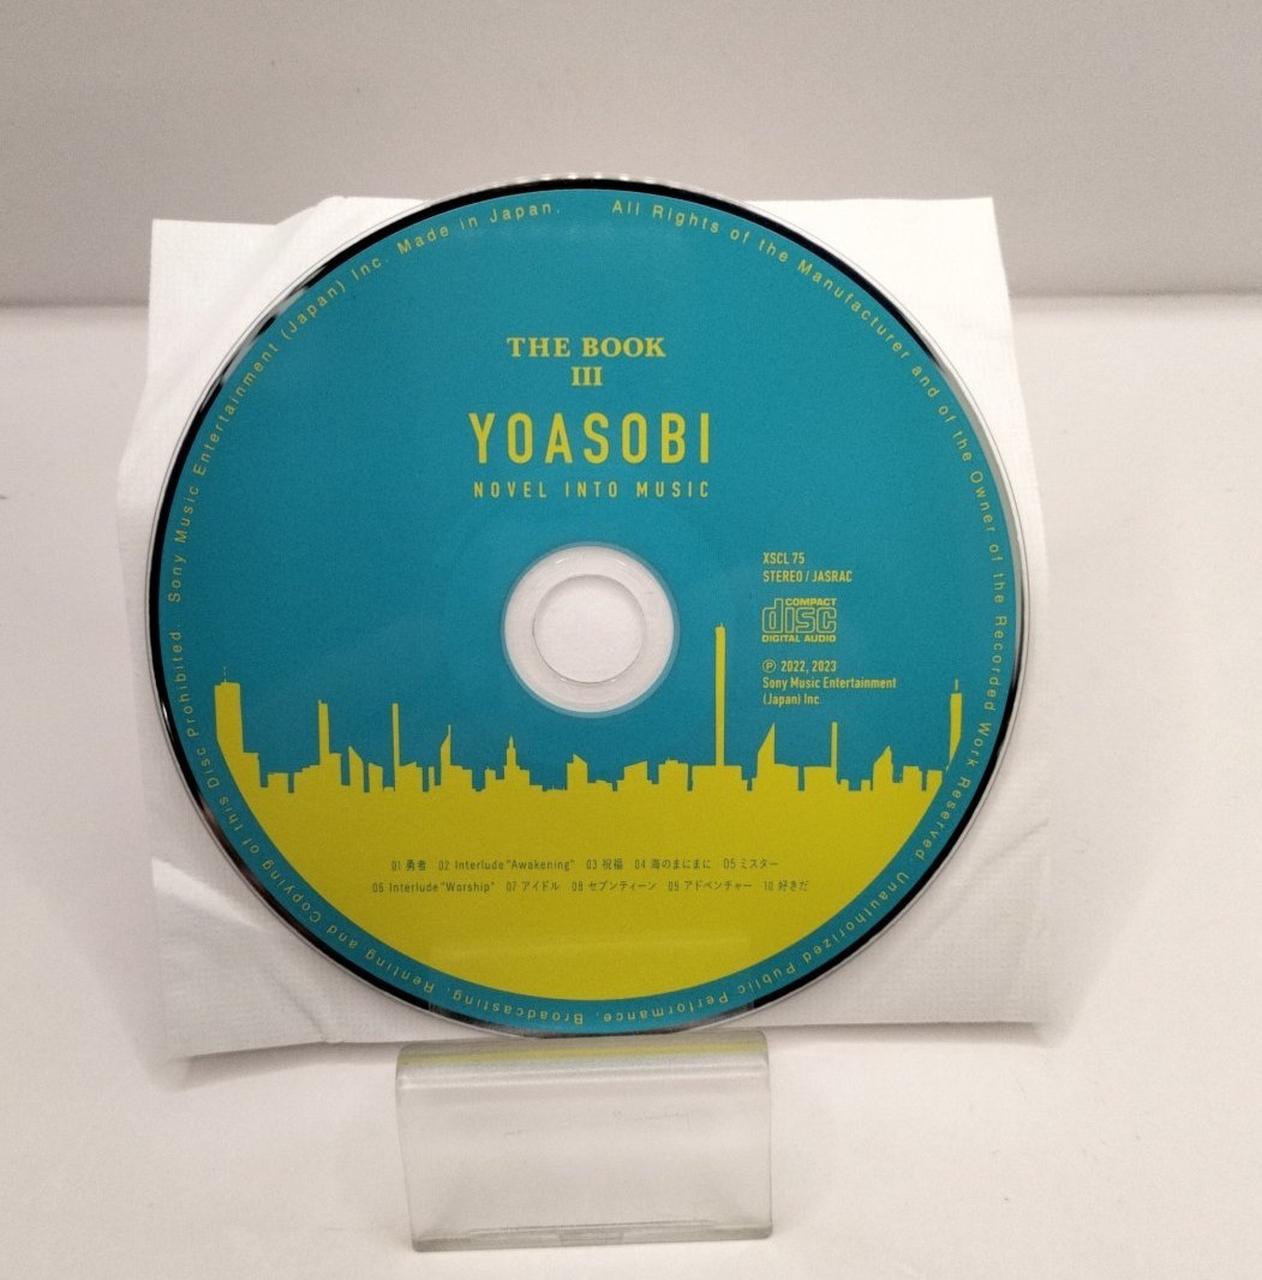 THE BOOK
III
YOASOBI
NOVEL INTO MUSIC
XSCL 75
STEREO / JASRAC
COMPACT
disc
DIGITAL AUDIO
Ⓟ 2022, 2023
Sony Music Entertainment
(Japan) Inc.
01 勇者 02 Interlude "Awakening" 03 祝福 04 海のまにまに 05 ミスター
06 Interlude "Worship" 07 アイドル 08 セブンティーン 09 アドベンチャー 10 好きだ
All Rights of the Manufacturer and of the Owner of the Recorded Work Reserved. Unauthorized Public Performance, Broadcasting, Renting and Copying of this Disc Prohibited. Sony Music Entertainment (Japan) Inc. Made in Japan.